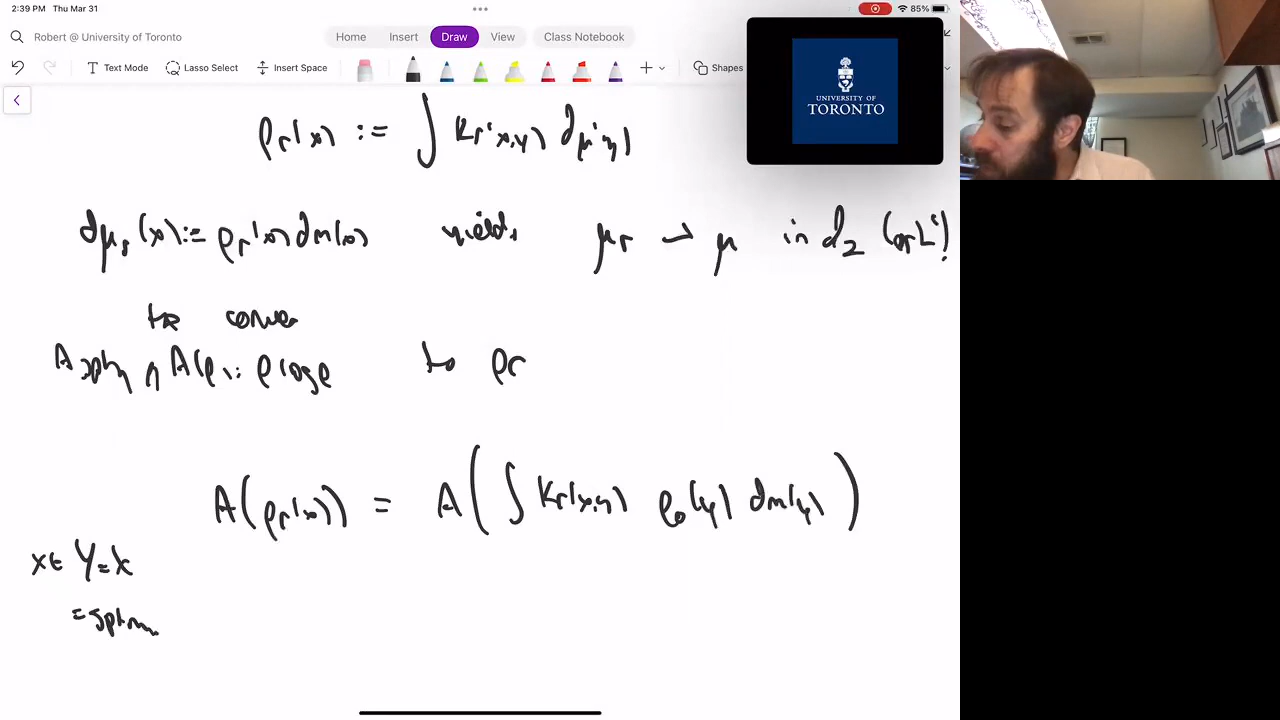 2:39 PM Thu Mar 31
85%
Robert @ University of Toronto
Home Insert Draw View Class Notebook
Text Mode Lasso Select Insert Space Shapes
UNIVERSITY OF
TORONTO
ρr(x) := ∫ Kr(x,y) dμ(y)
dμr(x) := ρr(x) dm(x) yields μr → μ in d2 (or L¹)!
to
Apply A(ρ) := ρ log ρ to ρr
A(ρr(x)) = A(∫ Kr(x,y) ρ0(y) dm(y))
x∈ Y=X
= spt m